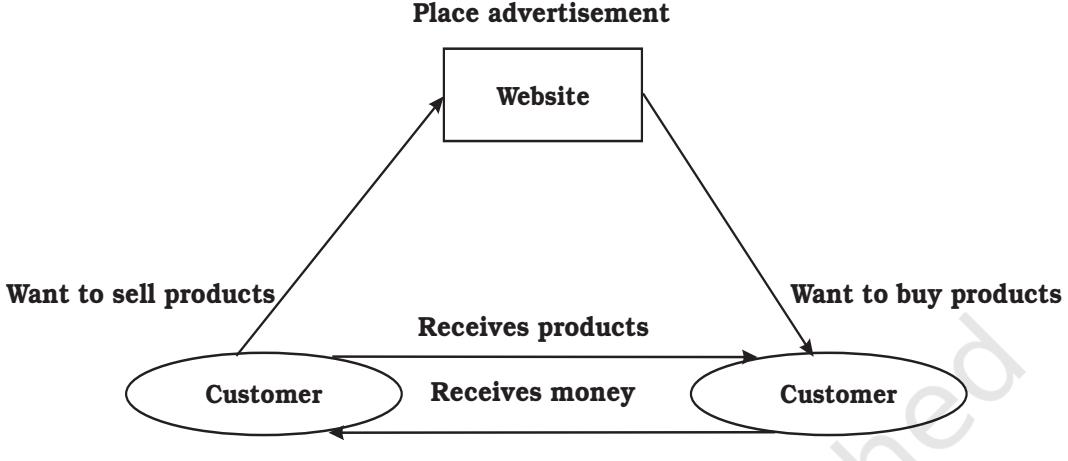 Place advertisement
Website
Want to sell products
Want to buy products
Receives products
Customer
Receives money
Customer